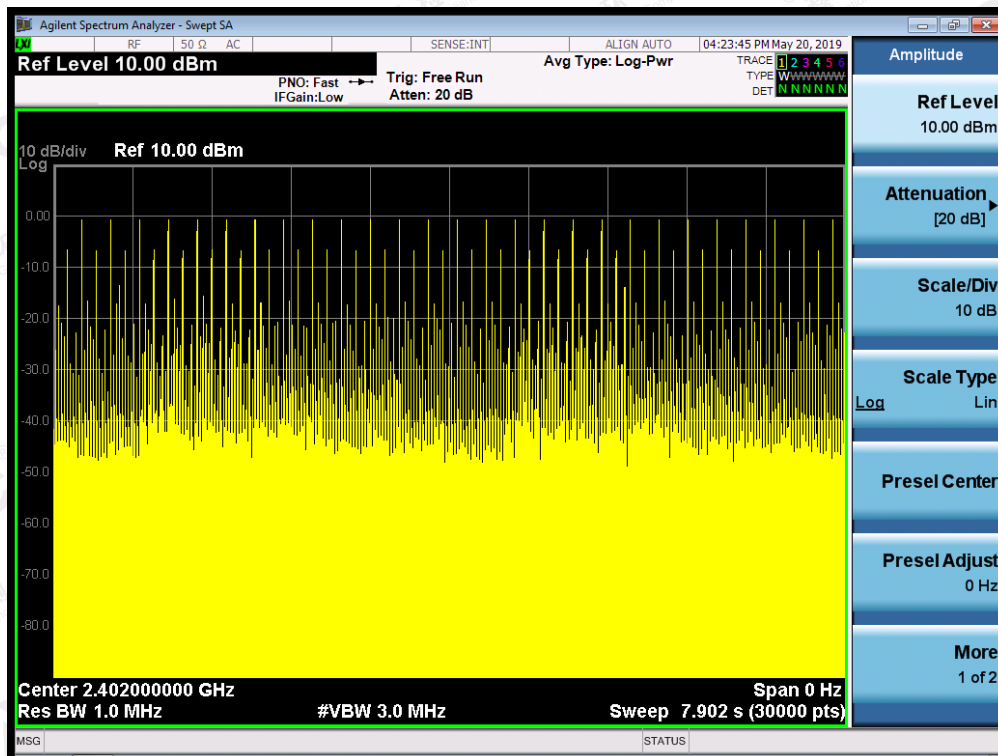 Agilent Spectrum Analyzer - Swept SA
LXI RF 50 Ω AC SENSE:INT ALIGN AUTO 04:23:45 PM May 20, 2019
Ref Level 10.00 dBm
PNO: Fast
IFGain:Low
Trig: Free Run
Atten: 20 dB
Avg Type: Log-Pwr
TRACE 1 2 3 4 5 6
TYPE W
DET N N N N N N
10 dB/div Ref 10.00 dBm
Log
0.00
-10.0
-20.0
-30.0
-40.0
-50.0
-60.0
-70.0
-80.0
Center 2.402000000 GHz Span 0 Hz
Res BW 1.0 MHz #VBW 3.0 MHz Sweep 7.902 s (30000 pts)
MSG STATUS
Amplitude
Ref Level
10.00 dBm
Attenuation
[20 dB]
Scale/Div
10 dB
Scale Type
Log Lin
Presel Center
Presel Adjust
0 Hz
More
1 of 2